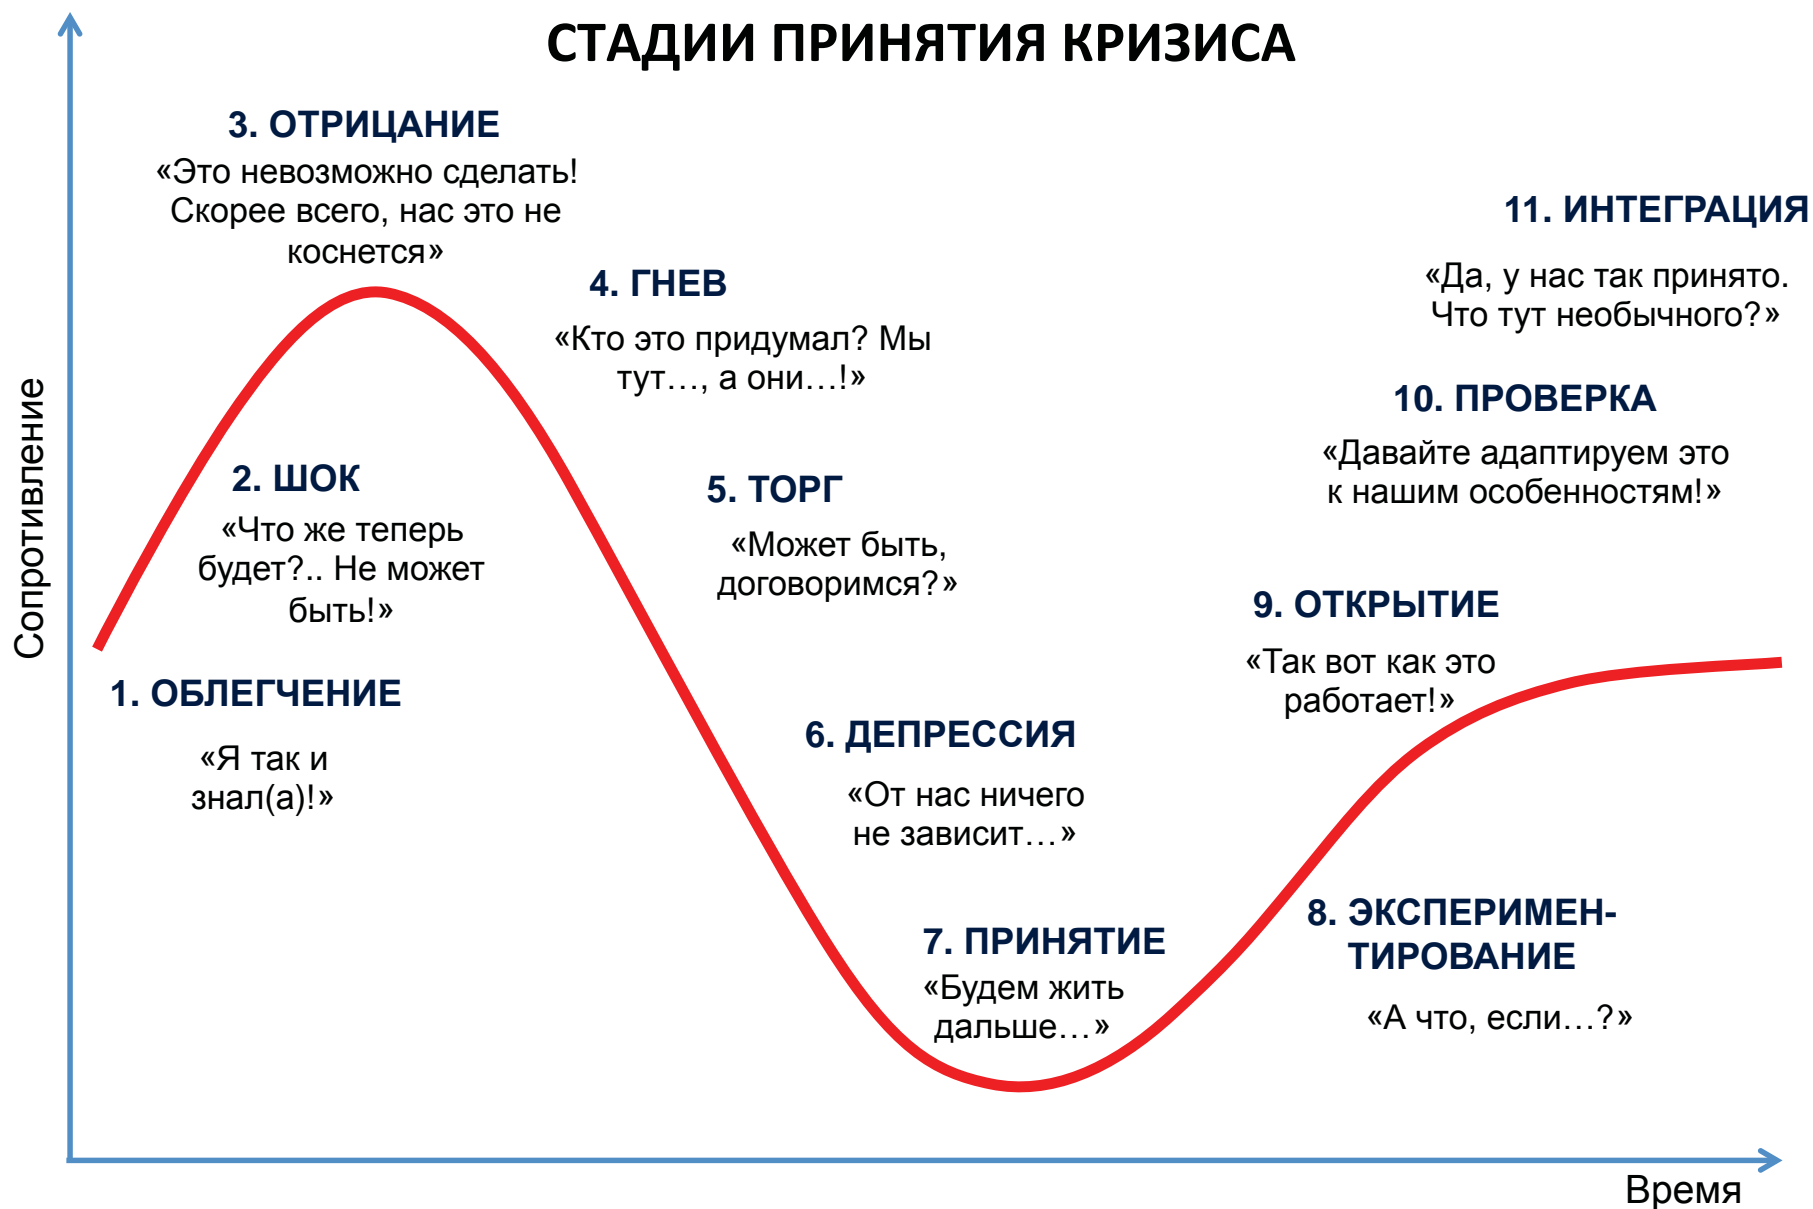 СТАДИИ ПРИНЯТИЯ КРИЗИСА
Сопротивление
3. ОТРИЦАНИЕ
«Это невозможно сделать!
Скорее всего, нас это не
коснется»
4. ГНЕВ
«Кто это придумал? Мы
тут…, а они…!»
2. ШОК
«Что же теперь
будет?.. Не может
быть!»
5. ТОРГ
«Может быть,
договоримся?»
1. ОБЛЕГЧЕНИЕ
«Я так и
знал(а)!»
6. ДЕПРЕССИЯ
«От нас ничего
не зависит…»
7. ПРИНЯТИЕ
«Будем жить
дальше…»
8. ЭКСПЕРИМЕН-
ТИРОВАНИЕ
«А что, если…?»
9. ОТКРЫТИЕ
«Так вот как это
работает!»
10. ПРОВЕРКА
«Давайте адаптируем это
к нашим особенностям!»
11. ИНТЕГРАЦИЯ
«Да, у нас так принято.
Что тут необычного?»
Время